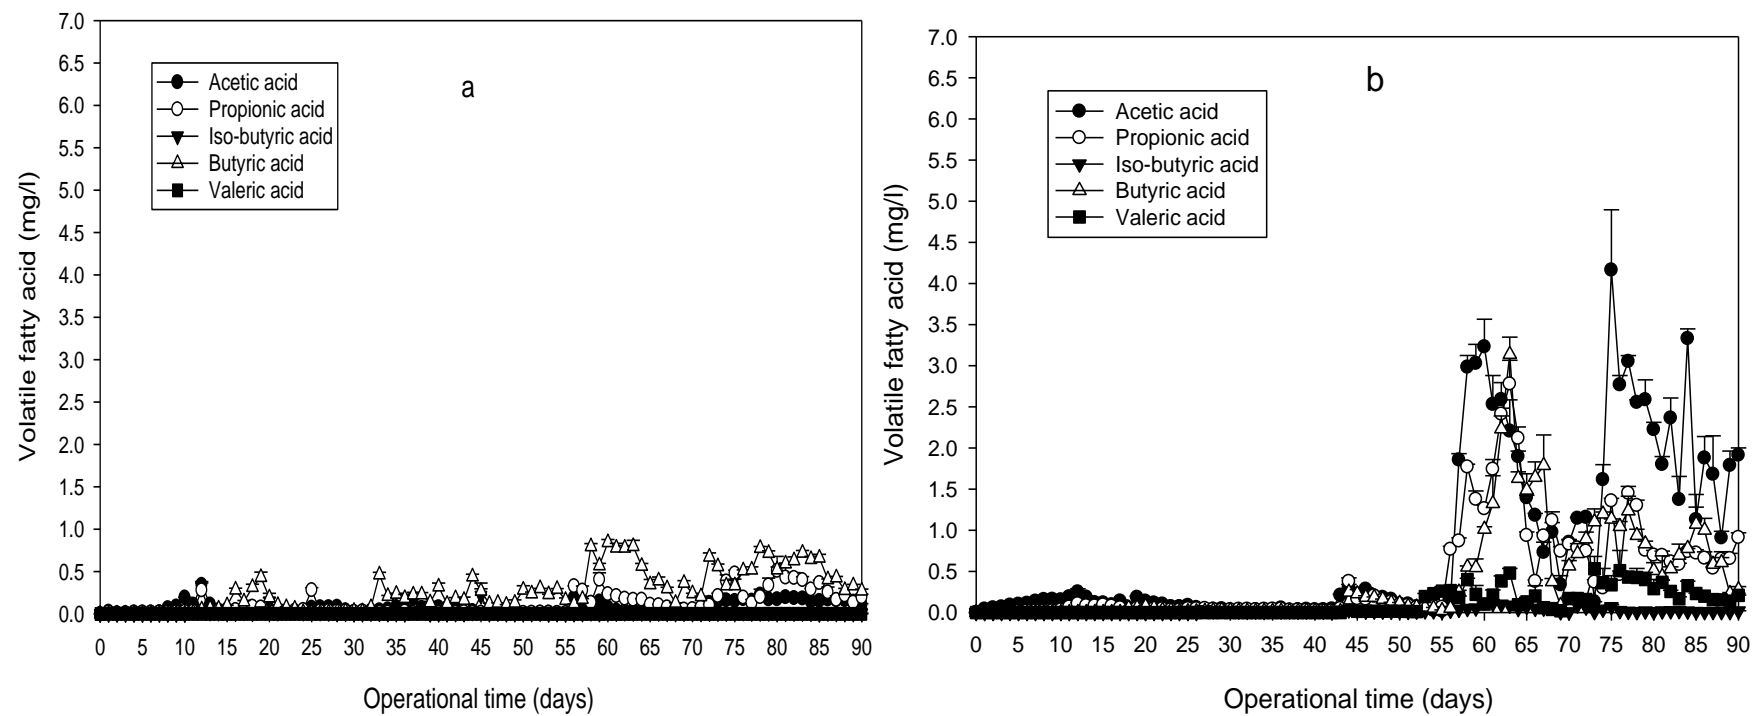 7.0
6.5
6.0
5.5
5.0
4.5
4.0
3.5
3.0
2.5
2.0
1.5
1.0
0.5
0.0
Volatile fatty acid (mg/l)
a
Acetic acid
Propionic acid
Iso-butyric acid
Butyric acid
Valeric acid
0 5 10 15 20 25 30 35 40 45 50 55 60 65 70 75 80 85 90
Operational time (days)
7.0
6.5
6.0
5.5
5.0
4.5
4.0
3.5
3.0
2.5
2.0
1.5
1.0
0.5
0.0
Volatile fatty acid (mg/l)
b
Acetic acid
Propionic acid
Iso-butyric acid
Butyric acid
Valeric acid
0 5 10 15 20 25 30 35 40 45 50 55 60 65 70 75 80 85 90
Operational time (days)